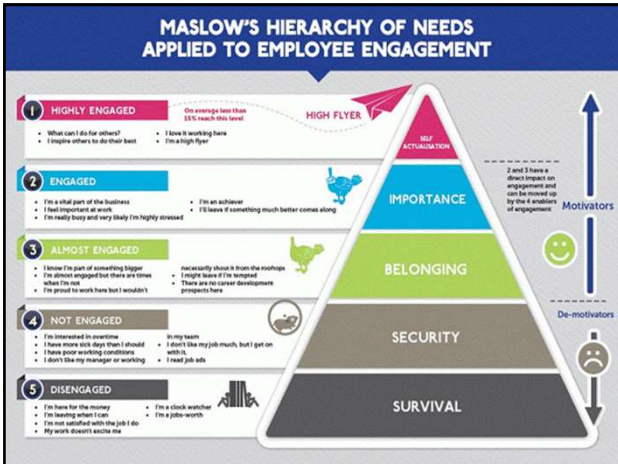 MASLOW'S HIERARCHY OF NEEDS
APPLIED TO EMPLOYEE ENGAGEMENT
1 HIGHLY ENGAGED
On average less than
15% reach this level
HIGH FLYER
• What can I do for others?
• I inspire others to do their best
• I love it working here
• I'm a high flyer
SELF
ACTUALISATION
2 ENGAGED
• I'm a vital part of the business
• I feel important at work
• I'm really busy and very likely I'm highly stressed
• I'm an achiever
• I'll leave if something much better comes along
IMPORTANCE
2 and 3 have a
direct impact on
engagement and
can be moved up
by the 4 enablers
of engagement
Motivators
3 ALMOST ENGAGED
• I know I'm part of something bigger
• I'm almost engaged but there are times
when I'm not
• I'm proud to work here but I wouldn't
necessarily shout it from the rooftops
• I might leave if I'm tempted
• There are no career development
prospects here
BELONGING
De-motivators
4 NOT ENGAGED
• I'm interested in overtime
• I have more sick days then I should
• I have poor working conditions
• I don't like my manager or working
in my team
• I don't like my job much, but I get on
with it.
• I read job ads
SECURITY
5 DISENGAGED
• I'm here for the money
• I'm leaving when I can
• I'm not satisfied with the job I do
• My work doesn't excite me
• I'm a clock watcher
• I'm a jobs-worth
SURVIVAL